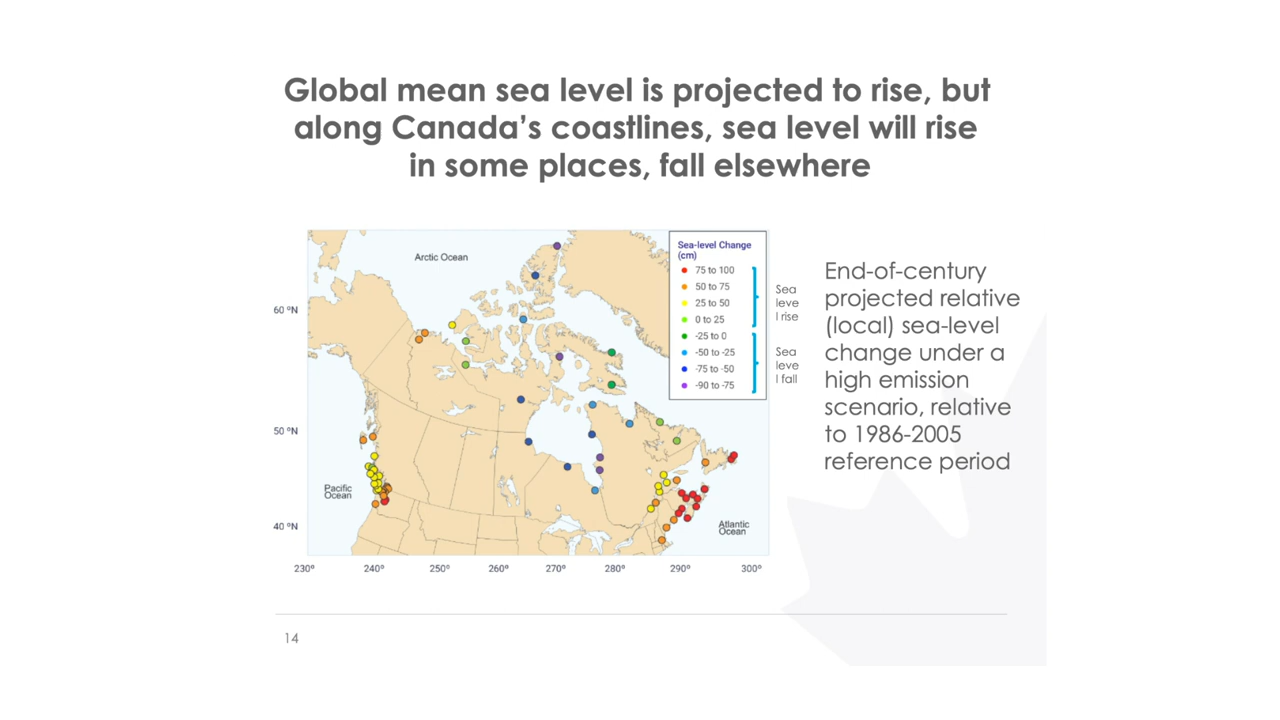 Global mean sea level is projected to rise, but
along Canada’s coastlines, sea level will rise
in some places, fall elsewhere
Arctic Ocean
Pacific
Ocean
Atlantic
Ocean
60 ºN
50 ºN
40 ºN
230º 240º 250º 260º 270º 280º 290º 300º
Sea-level Change
(cm)
75 to 100
50 to 75
25 to 50
0 to 25
-25 to 0
-50 to -25
-75 to -50
-90 to -75
Sea
leve
l rise
Sea
leve
l fall
End-of-century
projected relative
(local) sea-level
change under a
high emission
scenario, relative
to 1986-2005
reference period
14